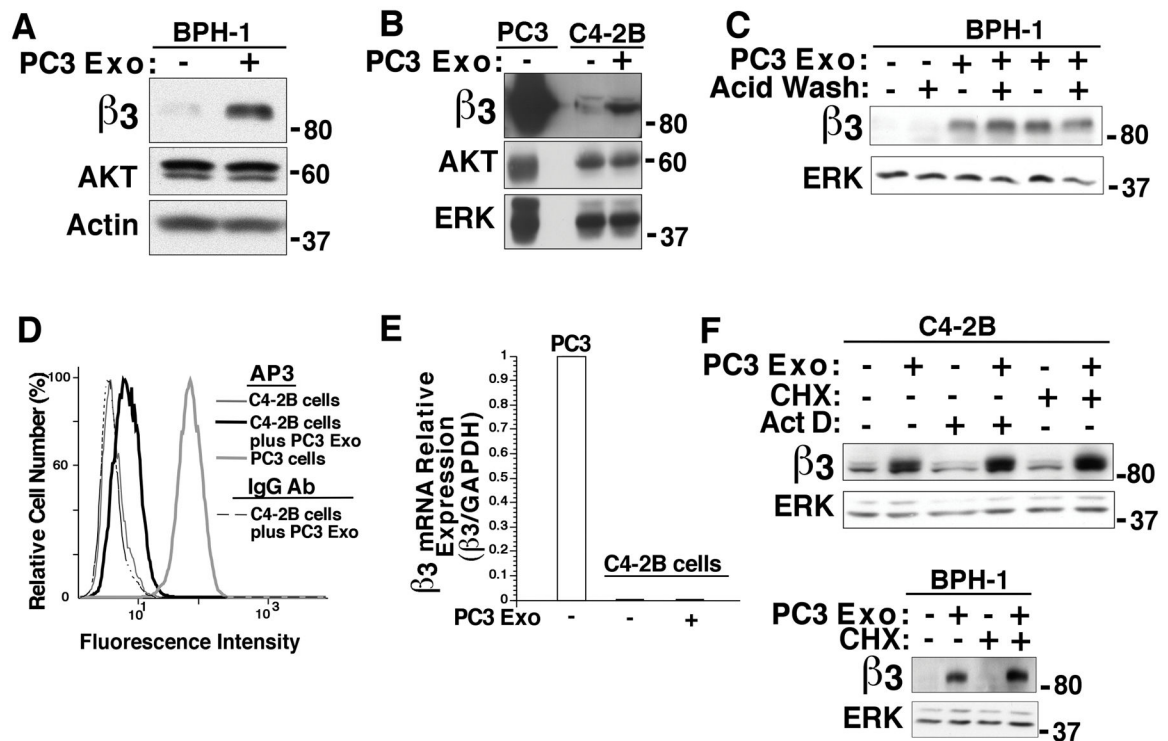 A
BPH-1
PC3 Exo: - +
β3
-80
AKT
-60
Actin
-37
B
PC3 C4-2B
PC3 Exo: - - +
β3
-80
AKT
-60
ERK
-37
C
BPH-1
PC3 Exo: - - + + + +
Acid Wash: - + - + - +
β3
-80
ERK
-37
D
Relative Cell Number (%)
100
60
0
10¹
10³
Fluorescence Intensity
AP3
C4-2B cells
C4-2B cells
plus PC3 Exo
PC3 cells
IgG Ab
C4-2B cells
plus PC3 Exo
E
β3 mRNA Relative
Expression
(β3/GAPDH)
1
0.9
0.8
0.7
0.6
0.5
0.4
0.3
0.2
0.1
0
PC3
C4-2B cells
PC3 Exo - - +
F
C4-2B
PC3 Exo: - + - + - +
CHX: - - - - + +
Act D: - - + + - -
β3
-80
ERK
-37
BPH-1
PC3 Exo: - + - +
CHX: - - + +
β3
-80
ERK
-37